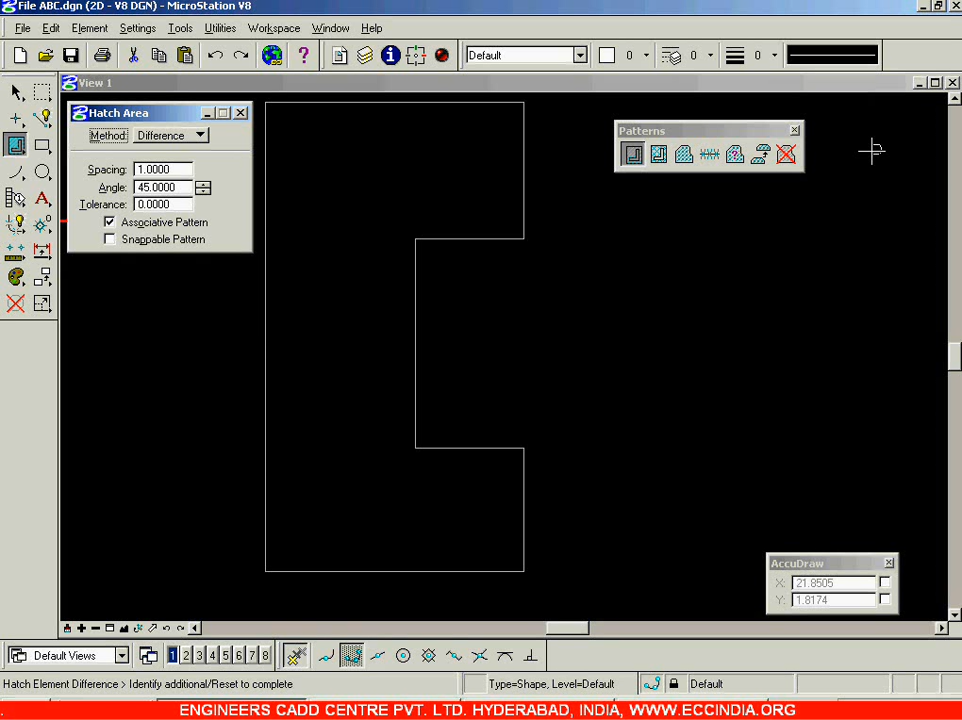 File ABC.dgn (2D - V8 DGN) - MicroStation V8
File Edit Element Settings Tools Utilities Workspace Window Help
Default 0 0 0
View 1
Hatch Area
Method: Difference
Spacing: 1.0000
Angle: 45.0000
Tolerance: 0.0000
Associative Pattern
Snappable Pattern
Patterns
AccuDraw
X: 21.8505
Y: 1.8174
Default Views 1 2 3 4 5 6 7 8
Hatch Element Difference > Identify additional/Reset to complete Type=Shape, Level=Default Default
ENGINEERS CADD CENTRE PVT. LTD. HYDERABAD, INDIA, WWW.ECCINDIA.ORG